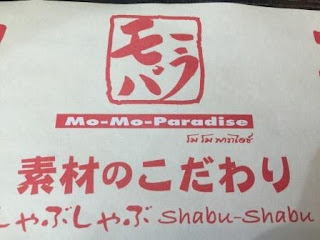 モーラ
パ
Mo-Mo-Paradise
โม โม พาราไดซ์
素材のこだわり
しゃぶしゃぶ Shabu-Shabu